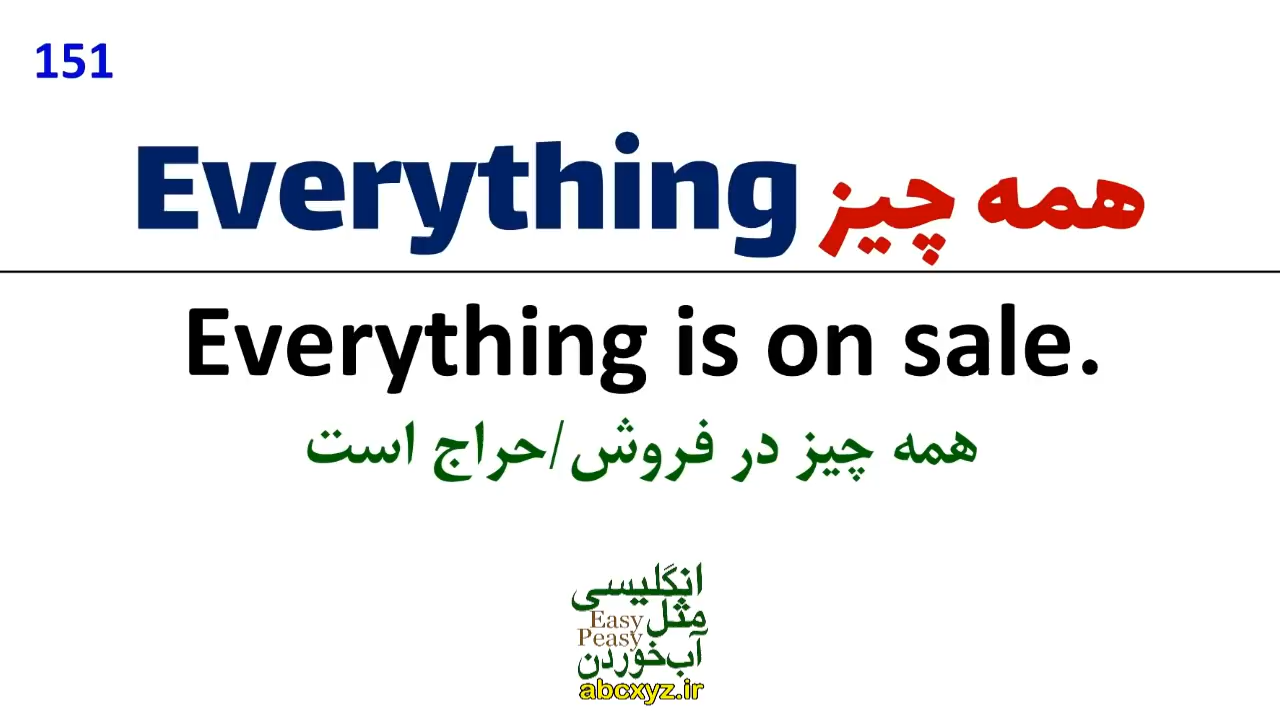 151
Everything همه چیز
Everything is on sale.
همه چیز در فروش/حراج است
انگلیسی
مثل
Easy
Peasy
آب‌خوردن
abcxyz.ir